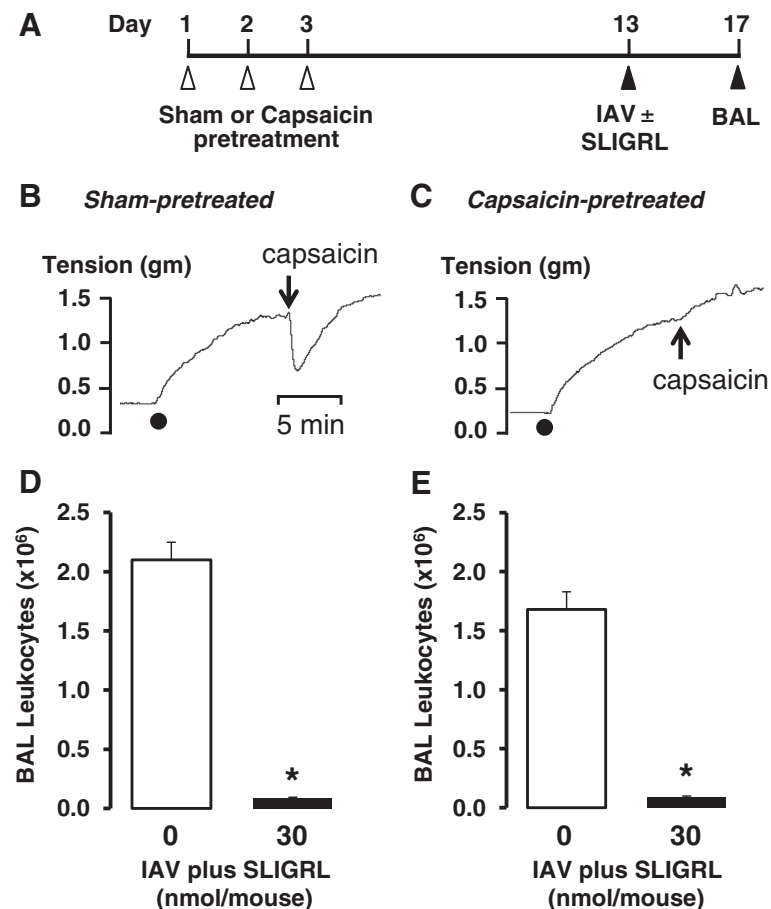 A
Day 1 2 3 13 17
Sham or Capsaicin
pretreatment
IAV ±
SLIGRL
BAL
B Sham-pretreated
Tension (gm)
capsaicin
1.5
1.0
0.5
0.0
5 min
C Capsaicin-pretreated
Tension (gm)
1.5
1.0
0.5
0.0
capsaicin
D
BAL Leukocytes (x10⁶)
2.5
2.0
1.5
1.0
0.5
0.0
*
0 30
IAV plus SLIGRL
(nmol/mouse)
E
BAL Leukocytes (x10⁶)
2.5
2.0
1.5
1.0
0.5
0.0
*
0 30
IAV plus SLIGRL
(nmol/mouse)